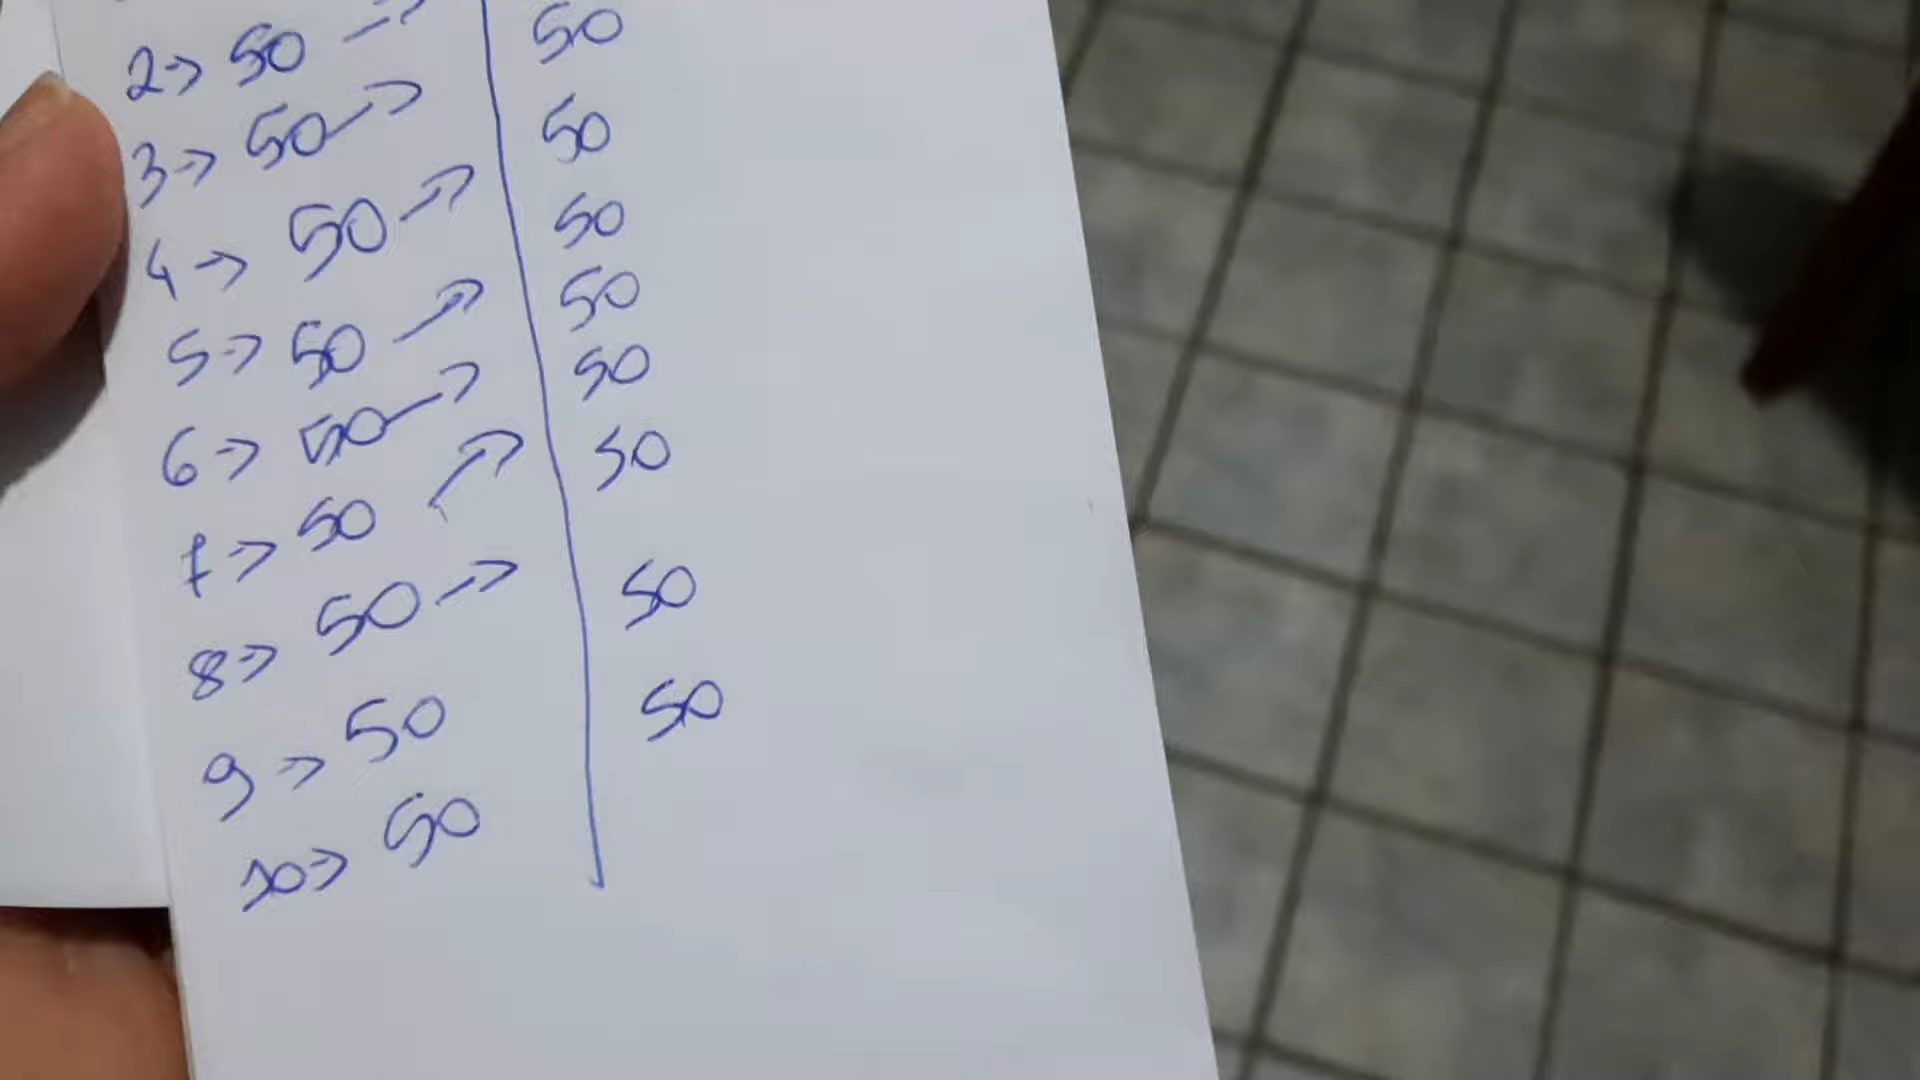 2 → 50 → 50
3 → 50 → 50
4 → 50 → 50
5 → 50 → 50
6 → 50 → 50
7 → 50 → 50
8 → 50 → 50
9 → 50 50
10 → 50